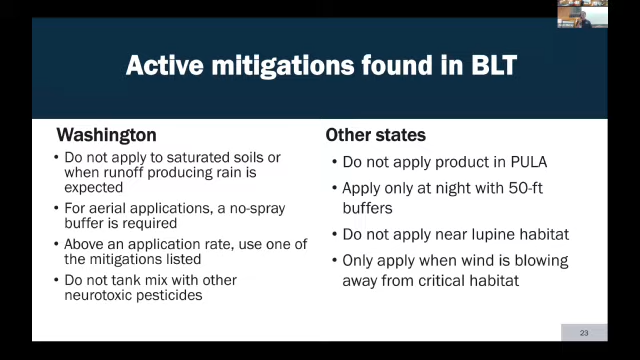 Active mitigations found in BLT
Washington
• Do not apply to saturated soils or
when runoff producing rain is
expected
• For aerial applications, a no-spray
buffer is required
• Above an application rate, use one of
the mitigations listed
• Do not tank mix with other
neurotoxic pesticides
Other states
• Do not apply product in PULA
• Apply only at night with 50-ft
buffers
• Do not apply near lupine habitat
• Only apply when wind is blowing
away from critical habitat
23